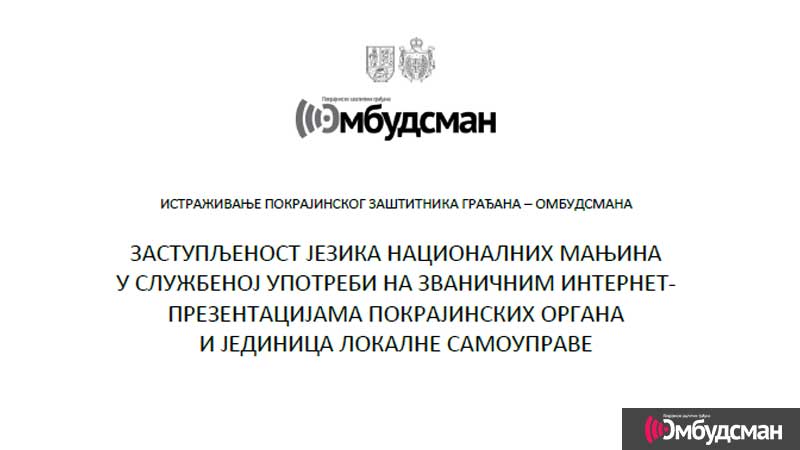 Покрајински заштитник грађана
Омбудсман
ИСТРАЖИВАЊЕ ПОКРАЈИНСКОГ ЗАШТИТНИКА ГРАЂАНА – ОМБУДСМАНА
ЗАСТУПЉЕНОСТ ЈЕЗИКА НАЦИОНАЛНИХ МАЊИНА
У СЛУЖБЕНОЈ УПОТРЕБИ НА ЗВАНИЧНИМ ИНТЕРНЕТ-
ПРЕЗЕНТАЦИЈАМА ПОКРАЈИНСКИХ ОРГАНА
И ЈЕДИНИЦА ЛОКАЛНЕ САМОУПРАВЕ
Покрајински заштитник грађана
Омбудсман